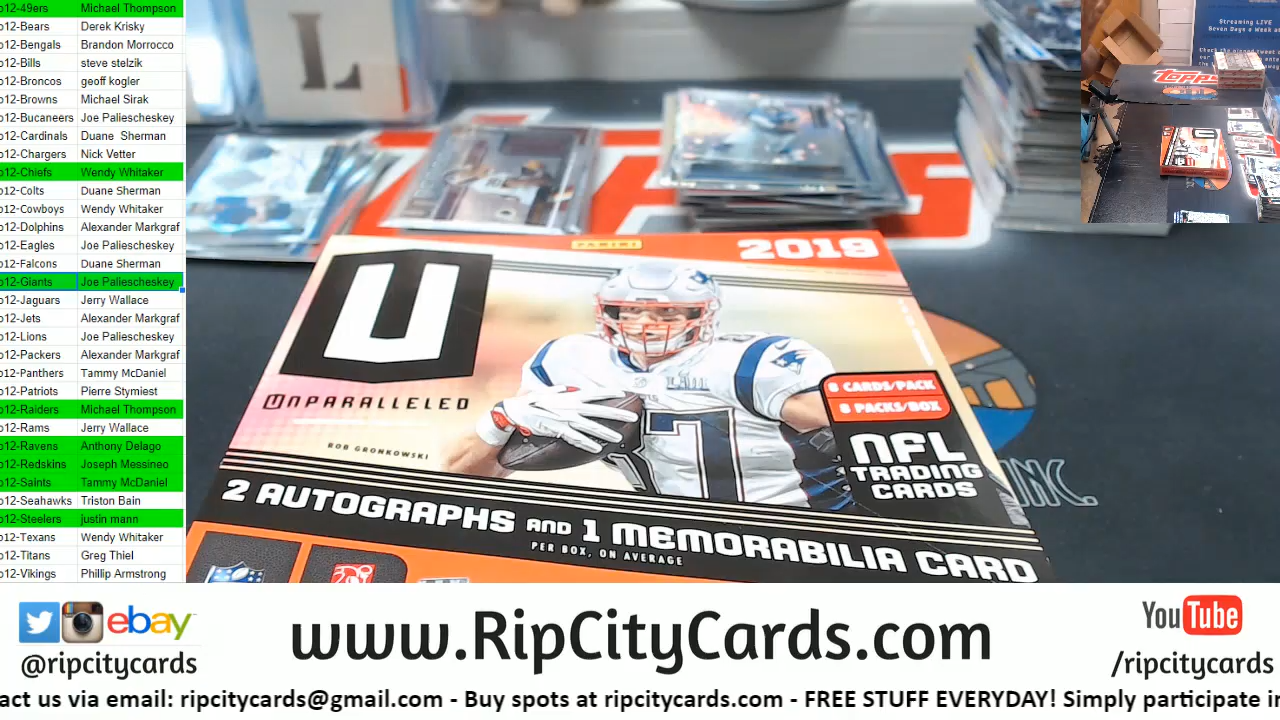 o12-49ers Michael Thompson
o12-Bears Derek Krisky
o12-Bengals Brandon Morrocco
o12-Bills steve stelzik
o12-Broncos geoff kogler
o12-Browns Michael Sirak
o12-Bucaneers Joe Paliescheskey
o12-Cardinals Duane Sherman
o12-Chargers Nick Vetter
o12-Chiefs Wendy Whitaker
o12-Colts Duane Sherman
o12-Cowboys Wendy Whitaker
o12-Dolphins Alexander Markgraf
o12-Eagles Joe Paliescheskey
o12-Falcons Duane Sherman
o12-Giants Joe Paliescheskey
o12-Jaguars Jerry Wallace
o12-Jets Alexander Markgraf
o12-Lions Joe Paliescheskey
o12-Packers Alexander Markgraf
o12-Panthers Tammy McDaniel
o12-Patriots Pierre Stymiest
o12-Raiders Michael Thompson
o12-Rams Jerry Wallace
o12-Ravens Anthony Delago
o12-Redskins Joseph Messineo
o12-Saints Tammy McDaniel
o12-Seahawks Triston Bain
o12-Steelers justin mann
o12-Texans Wendy Whitaker
o12-Titans Greg Thiel
o12-Vikings Phillip Armstrong
L
Streaming LIVE
Seven Days a Week
Topps
PANINI
2019
U
UNPARALLELED
ROB GRONKOWSKI
LIII
87
8 CARDS/PACK
8 PACKS/BOX
NFL
TRADING
CARDS
2 AUTOGRAPHS AND 1 MEMORABILIA CARD
PER BOX, ON AVERAGE
INC.
ebay
@ripcitycards
www.RipCityCards.com
YouTube
/ripcitycards
act us via email: ripcitycards@gmail.com - Buy spots at ripcitycards.com - FREE STUFF EVERYDAY! Simply participate in